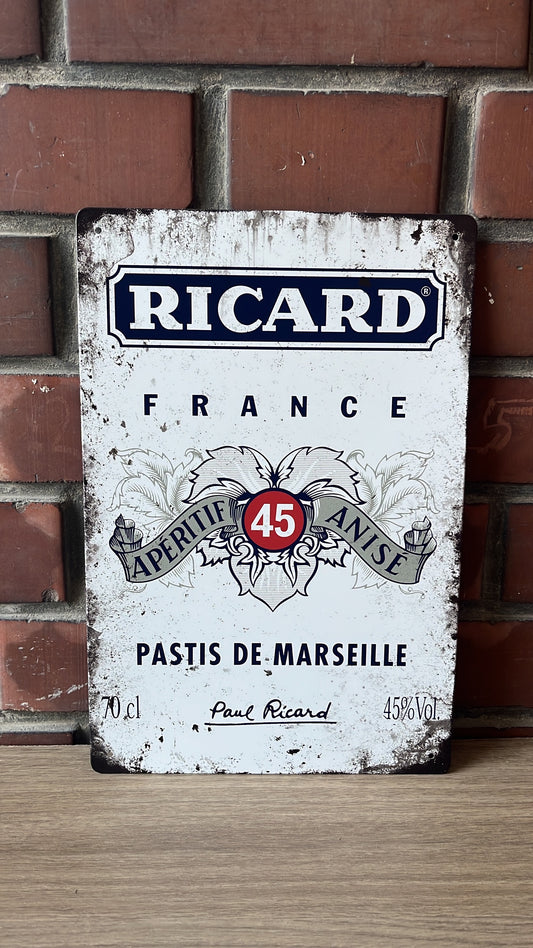 RICARD®
FRANCE
APÉRITIF 45 ANISÉ
PASTIS DE MARSEILLE
70 cl Paul Ricard 45%Vol.